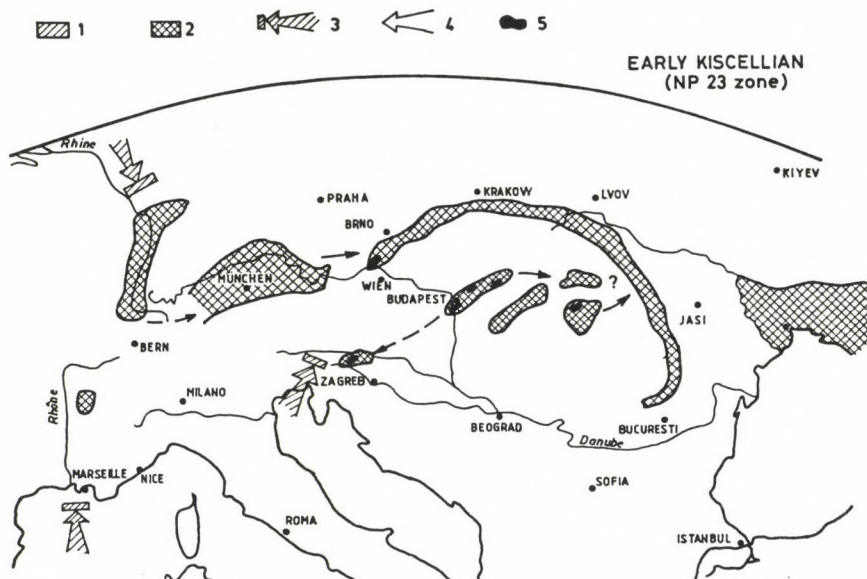 1 2 3 4 5
EARLY KISCELLIAN
(NP 23 zone)
Rhine
KIYEV
PRAHA
KRAKOW
LVOV
BRNO
MÜNCHEN
WIEN
BUDAPEST
?
JASI
BERN
ZAGREB
MILANO
Rhône
BEOGRAD
BUCURESTI
Danube
MARSEILLE
NICE
SOFIA
ROMA
ISTANBUL